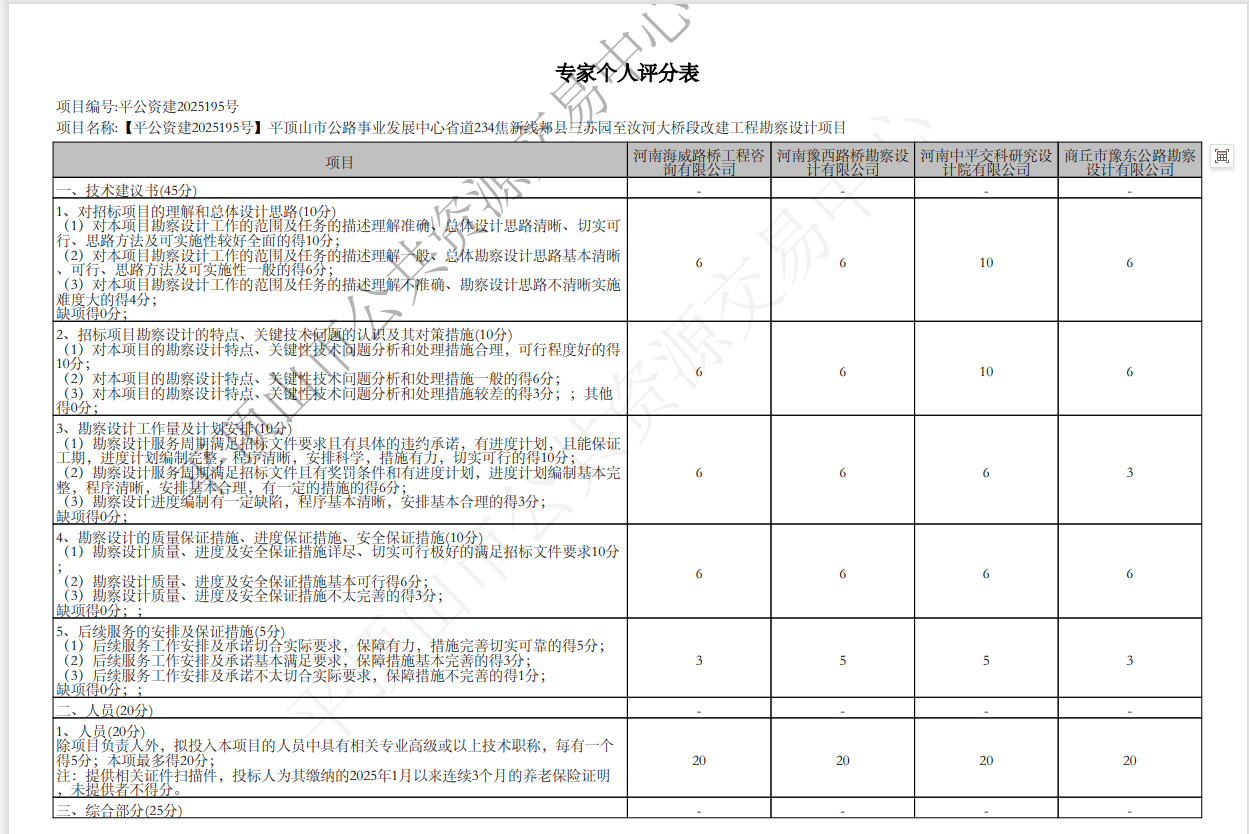 专家个人评分表
项目编号:平公资建2025195号
项目名称:【平公资建2025195号】平顶山市公路事业发展中心省道234焦新线郏县三苏园至汝河大桥段改建工程勘察设计项目
项目
河南海威路桥工程咨
询有限公司
河南豫西路桥勘察设
计有限公司
河南中平交科研究设
计院有限公司
商丘市豫东公路勘察
设计有限公司
一、技术建议书(45分)
-
-
-
-
1、对招标项目的理解和总体设计思路(10分)
（1）对本项目勘察设计工作的范围及任务的描述理解准确、总体设计思路清晰、切实可
行、思路方法及可实施性较好全面的得10分；
（2）对本项目勘察设计工作的范围及任务的描述理解一般、总体勘察设计思路基本清晰
、可行、思路方法及可实施性一般的得6分；
（3）对本项目勘察设计工作的范围及任务的描述理解不准确、勘察设计思路不清晰实施
难度大的得4分；
缺项得0分；
6
6
10
6
2、招标项目勘察设计的特点、关键技术问题的认识及其对策措施(10分)
（1）对本项目的勘察设计特点、关键性技术问题分析和处理措施合理，可行程度好的得
10分；
（2）对本项目的勘察设计特点、关键性技术问题分析和处理措施一般的得6分；
（3）对本项目的勘察设计特点、关键性技术问题分析和处理措施较差的得3分；；其他
得0分；
6
6
10
6
3、勘察设计工作量及计划安排(10分)
（1）勘察设计服务周期满足招标文件要求且有具体的违约承诺，有进度计划，且能保证
工期，进度计划编制完整，程序清晰，安排科学，措施有力，切实可行的得10分；
（2）勘察设计服务周期满足招标文件且有奖罚条件和有进度计划，进度计划编制基本完
整，程序清晰，安排基本合理，有一定的措施的得6分；
（3）勘察设计进度编制有一定缺陷，程序基本清晰，安排基本合理的得3分；
缺项得0分；
6
6
6
3
4、勘察设计的质量保证措施、进度保证措施、安全保证措施(10分)
（1）勘察设计质量、进度及安全保证措施详尽、切实可行极好的满足招标文件要求10分
；
（2）勘察设计质量、进度及安全保证措施基本可行得6分；
（3）勘察设计质量、进度及安全保证措施不太完善的得3分；
缺项得0分；；
6
6
6
6
5、后续服务的安排及保证措施(5分)
（1）后续服务工作安排及承诺切合实际要求，保障有力，措施完善切实可靠的得5分；
（2）后续服务工作安排及承诺基本满足要求，保障措施基本完善的得3分；
（3）后续服务工作安排及承诺不太切合实际要求，保障措施不完善的得1分；
缺项得0分；；
3
5
5
3
二、人员(20分)
-
-
-
-
1、人员(20分)
除项目负责人外，拟投入本项目的人员中具有相关专业高级或以上技术职称，每有一个
得5分；本项最多得20分；
注：提供相关证件扫描件，投标人为其缴纳的2025年1月以来连续3个月的养老保险证明
，未提供者不得分。
20
20
20
20
三、综合部分(25分)
-
-
-
-
平顶山市公共资源交易中心
平顶山市公共资源交易中心